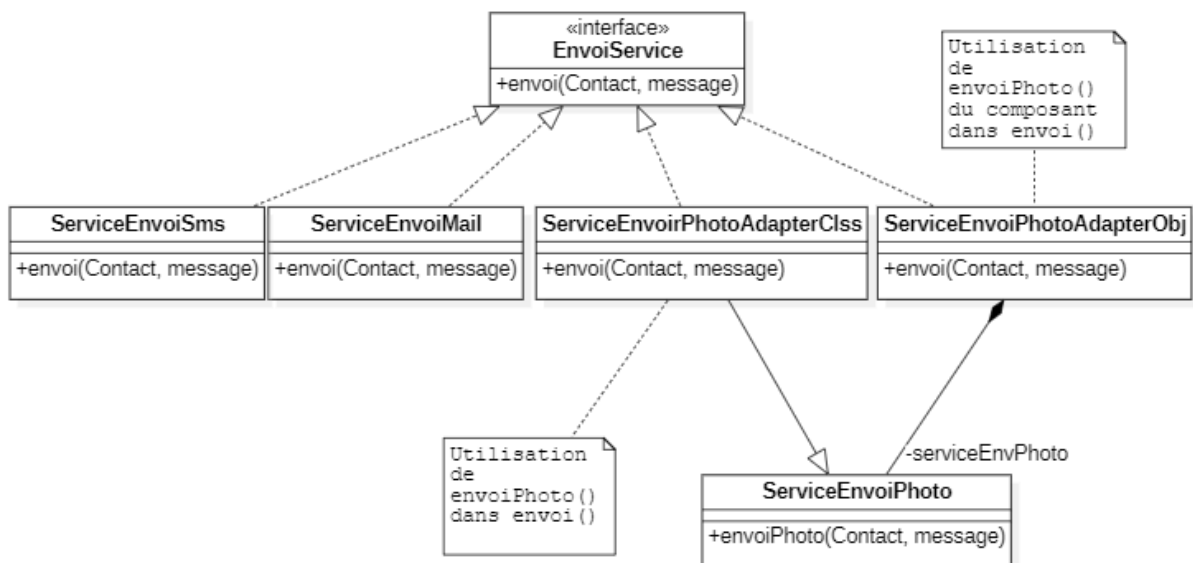 «interface»
EnvoiService
+envoi(Contact, message)
Utilisation
de
envoiPhoto()
du composant
dans envoi()
ServiceEnvoiSms
+envoi(Contact, message)
ServiceEnvoiMail
+envoi(Contact, message)
ServiceEnvoirPhotoAdapterClss
+envoi(Contact, message)
ServiceEnvoiPhotoAdapterObj
+envoi(Contact, message)
Utilisation
de
envoiPhoto()
dans envoi()
-serviceEnvPhoto
ServiceEnvoiPhoto
+envoiPhoto(Contact, message)